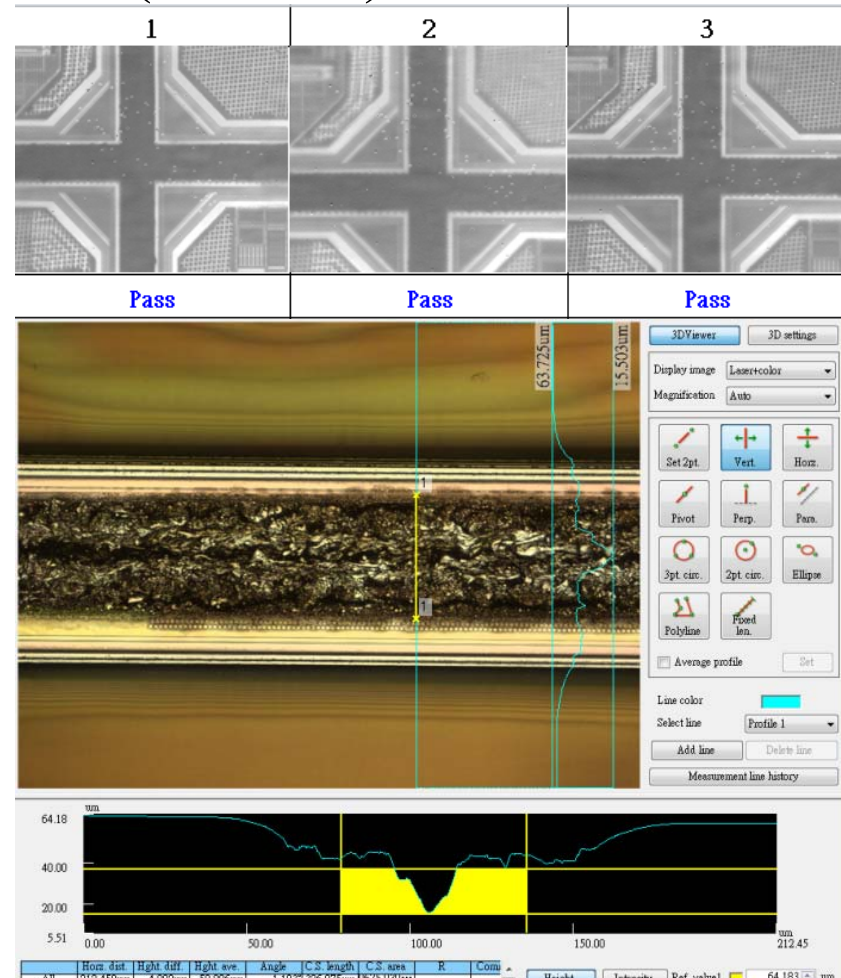 1 2 3
Pass Pass Pass
63.725um
15.503um
1
1
3DViewer 3D settings
Display image Laser+color
Magnification Auto
Set 2pt. Vert. Horz.
Pivot Perp. Para.
3pt. circ. 2pt. circ. Ellipse
Polyline Fixed
len.
Average profile Set
Line color
Select line Profile 1
Add line Delete line
Measurement line history
um
64.18
40.00
20.00
5.51
0.00 50.00 100.00 150.00 um
212.45
Horz. dist. Hght. diff. Hght. ave. Angle C.S. length C.S. area R Com
All
Height Intensity Ref. value1 64.183 um